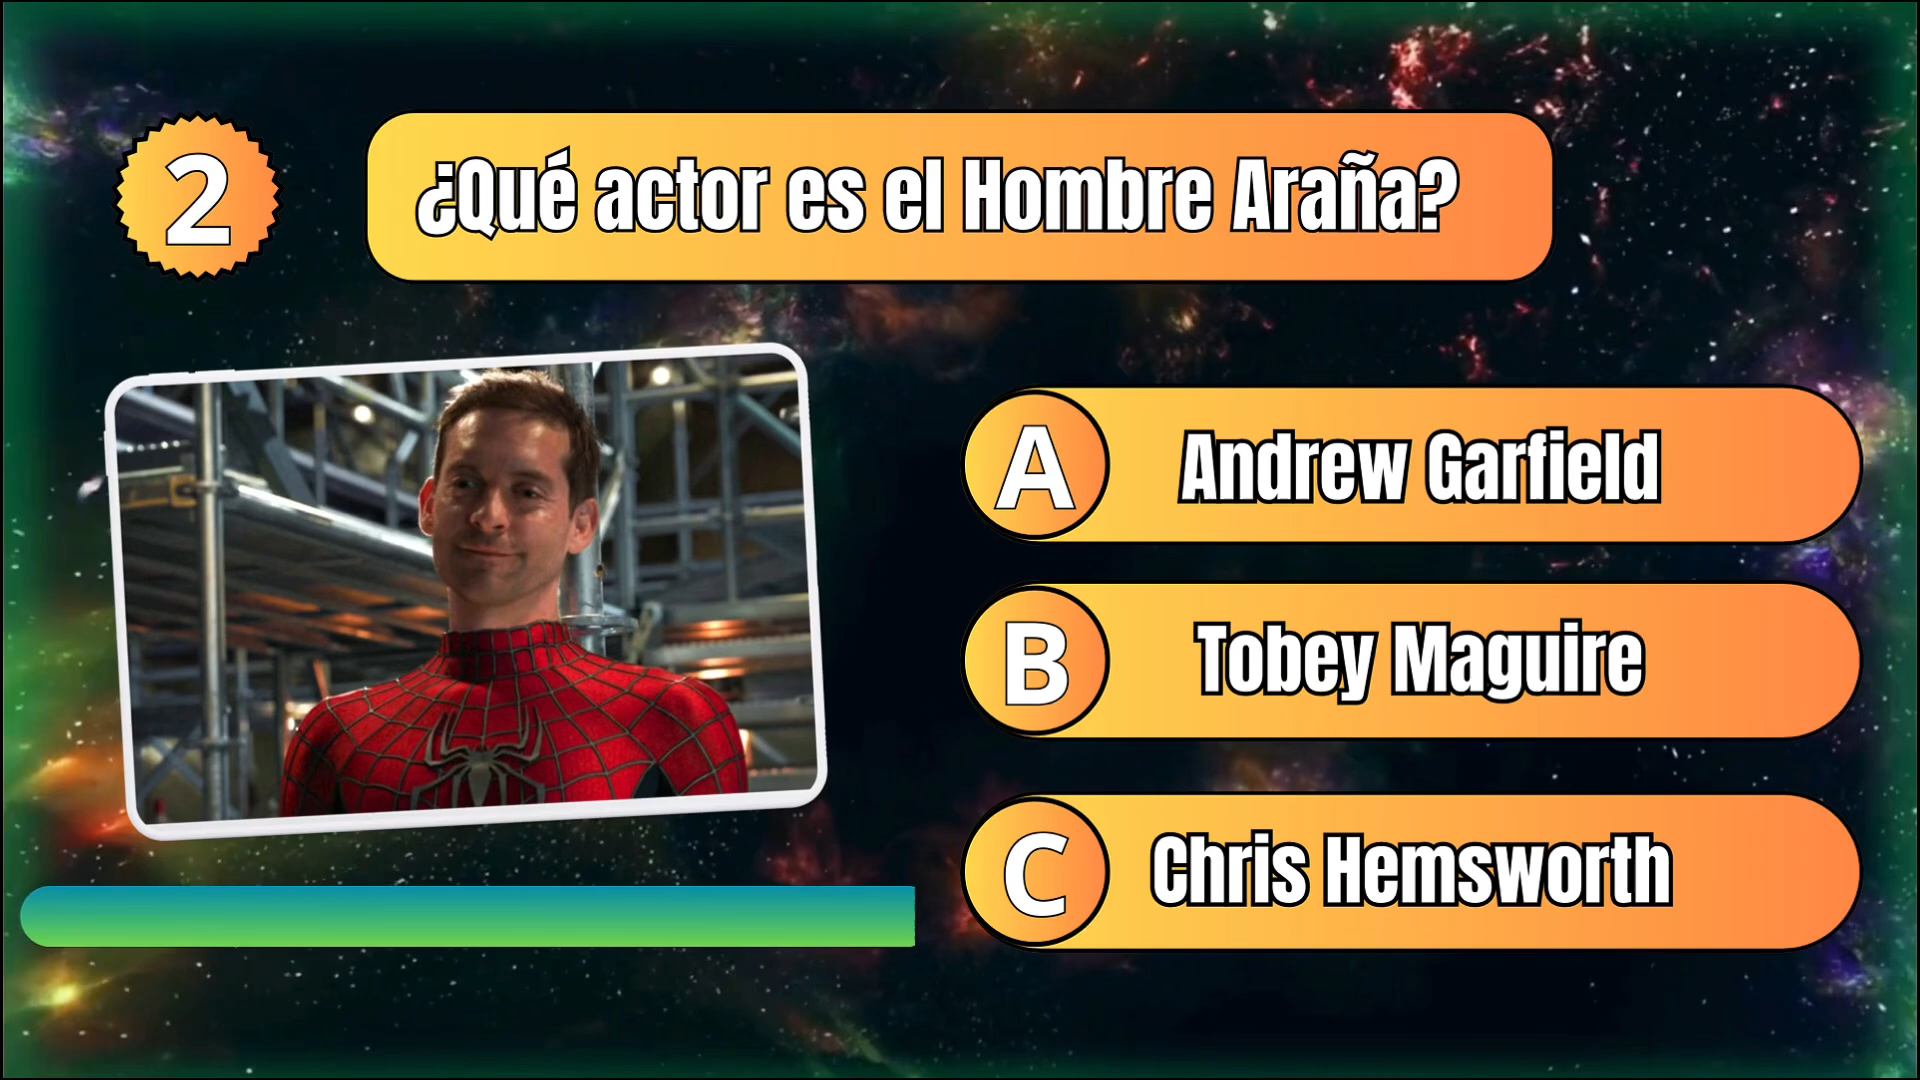 2
¿Qué actor es el Hombre Araña?
A
Andrew Garfield
B
Tobey Maguire
C
Chris Hemsworth